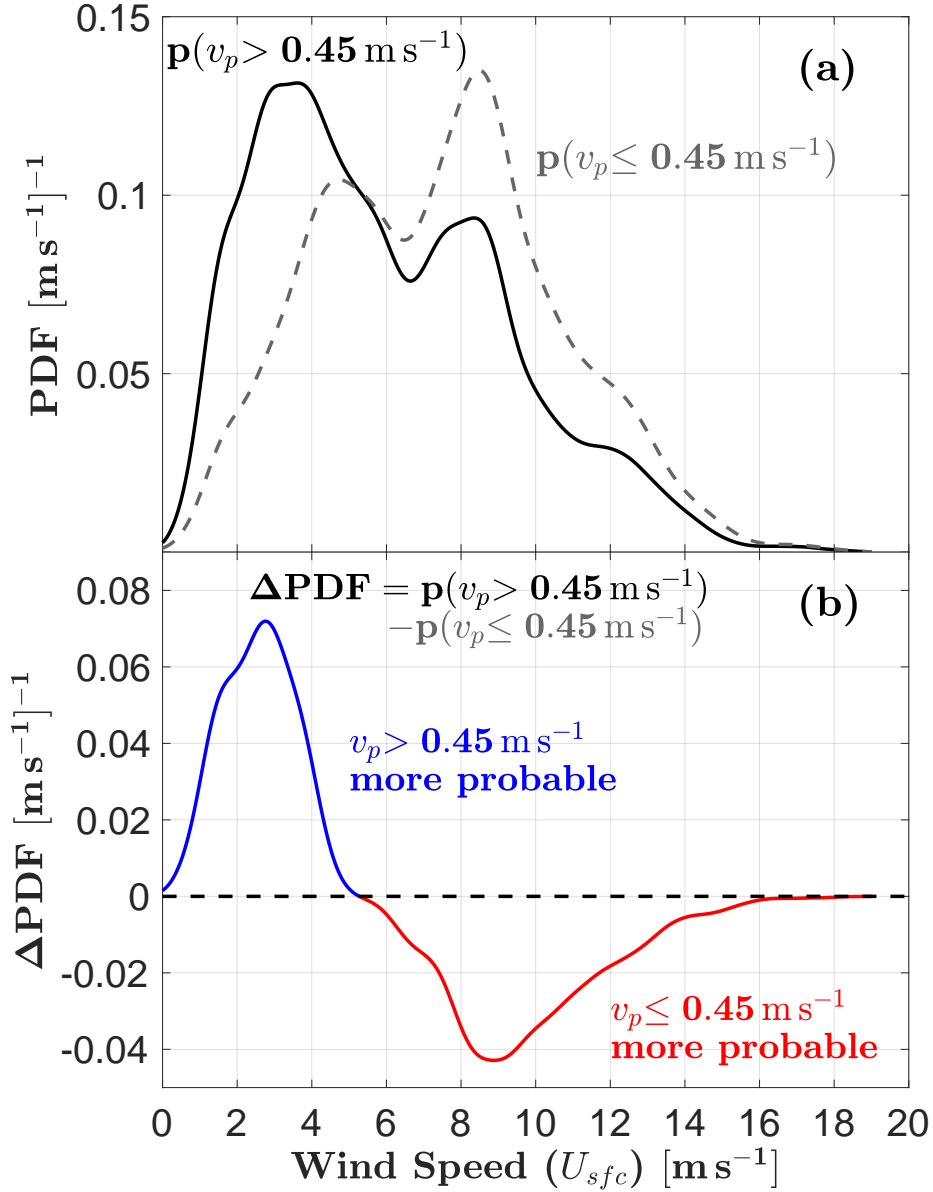 0.15
p(v_p> 0.45 m s⁻¹)
(a)
p(v_p≤ 0.45 m s⁻¹)
0.1
0.05
PDF [m s⁻¹]⁻¹
ΔPDF = p(v_p> 0.45 m s⁻¹)
−p(v_p≤ 0.45 m s⁻¹)
(b)
0.08
0.06
0.04
0.02
0
-0.02
-0.04
ΔPDF [m s⁻¹]⁻¹
v_p> 0.45 m s⁻¹
more probable
v_p≤ 0.45 m s⁻¹
more probable
0 2 4 6 8 10 12 14 16 18 20
Wind Speed (U_sfc) [m s⁻¹]